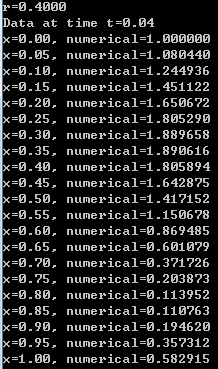 r=0.4000
Data at time t=0.04
x=0.00, numerical=1.000000
x=0.05, numerical=1.080440
x=0.10, numerical=1.244936
x=0.15, numerical=1.451122
x=0.20, numerical=1.650672
x=0.25, numerical=1.805290
x=0.30, numerical=1.889658
x=0.35, numerical=1.890616
x=0.40, numerical=1.805894
x=0.45, numerical=1.642875
x=0.50, numerical=1.417152
x=0.55, numerical=1.150678
x=0.60, numerical=0.869485
x=0.65, numerical=0.601079
x=0.70, numerical=0.371726
x=0.75, numerical=0.203873
x=0.80, numerical=0.113952
x=0.85, numerical=0.110763
x=0.90, numerical=0.194620
x=0.95, numerical=0.357312
x=1.00, numerical=0.582915